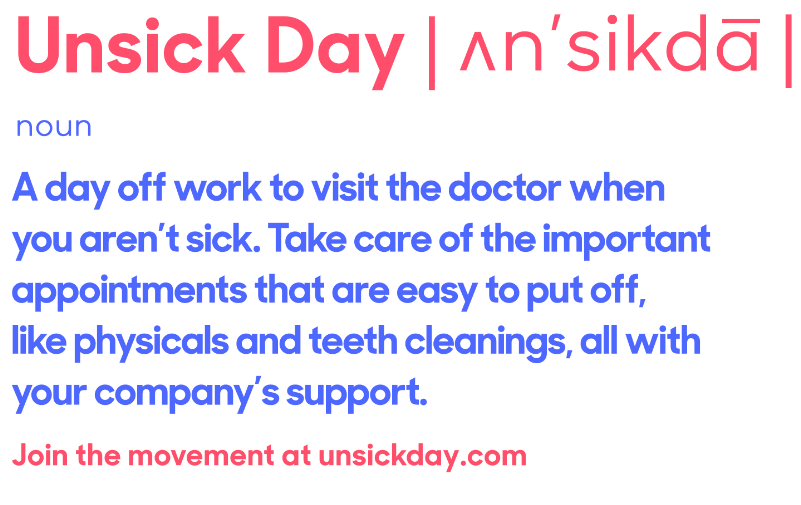 Unsick Day | ʌn’sikdā |
noun
A day off work to visit the doctor when
you aren’t sick. Take care of the important
appointments that are easy to put off,
like physicals and teeth cleanings, all with
your company’s support.
Join the movement at unsickday.com